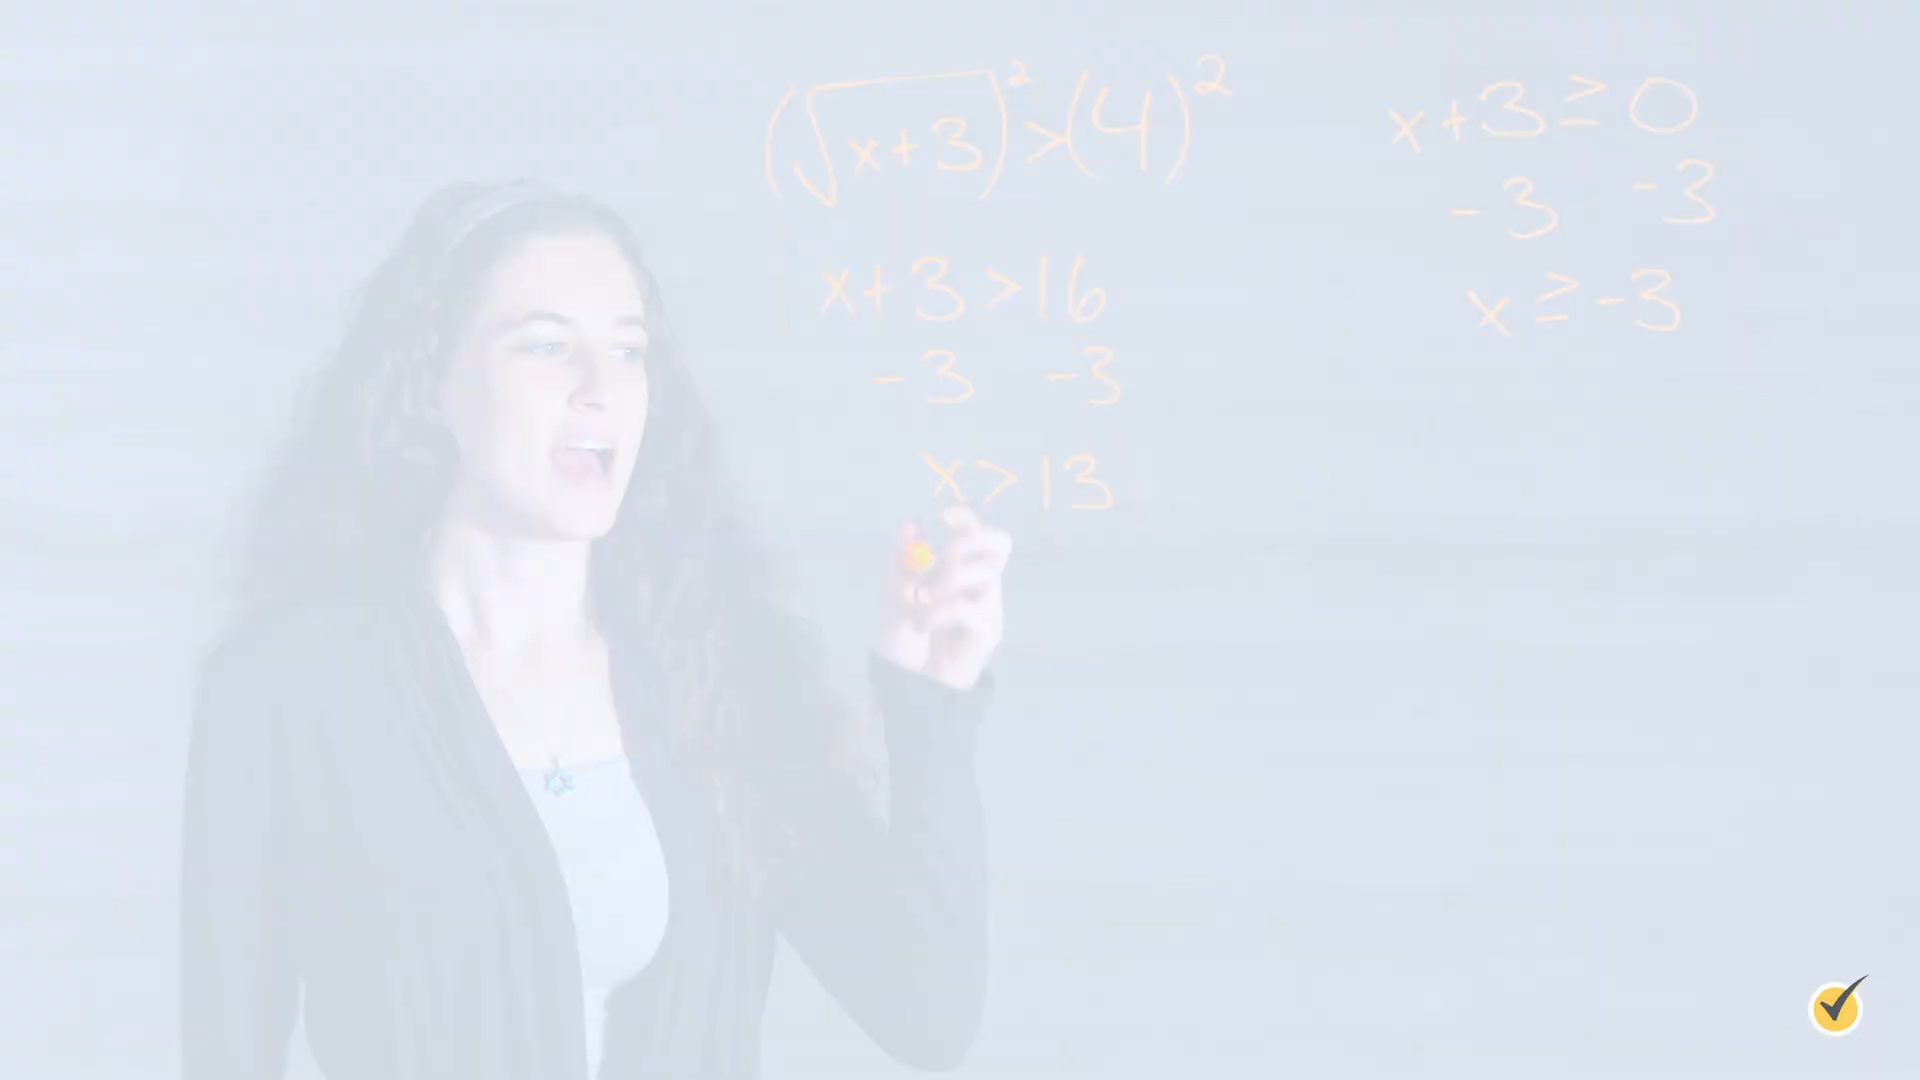 (√x+3)² > (4)²
x+3 > 16
-3 -3
x > 13
x+3 ≥ 0
-3 -3
x ≥ -3